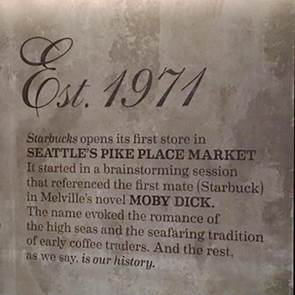 Est. 1971
Starbucks opens its first store in
SEATTLE'S PIKE PLACE MARKET
It started in a brainstorming session
that referenced the first mate (Starbuck)
in Melville's novel MOBY DICK.
The name evoked the romance of
the high seas and the seafaring tradition
of early coffee traders. And the rest,
as we say, is our history.